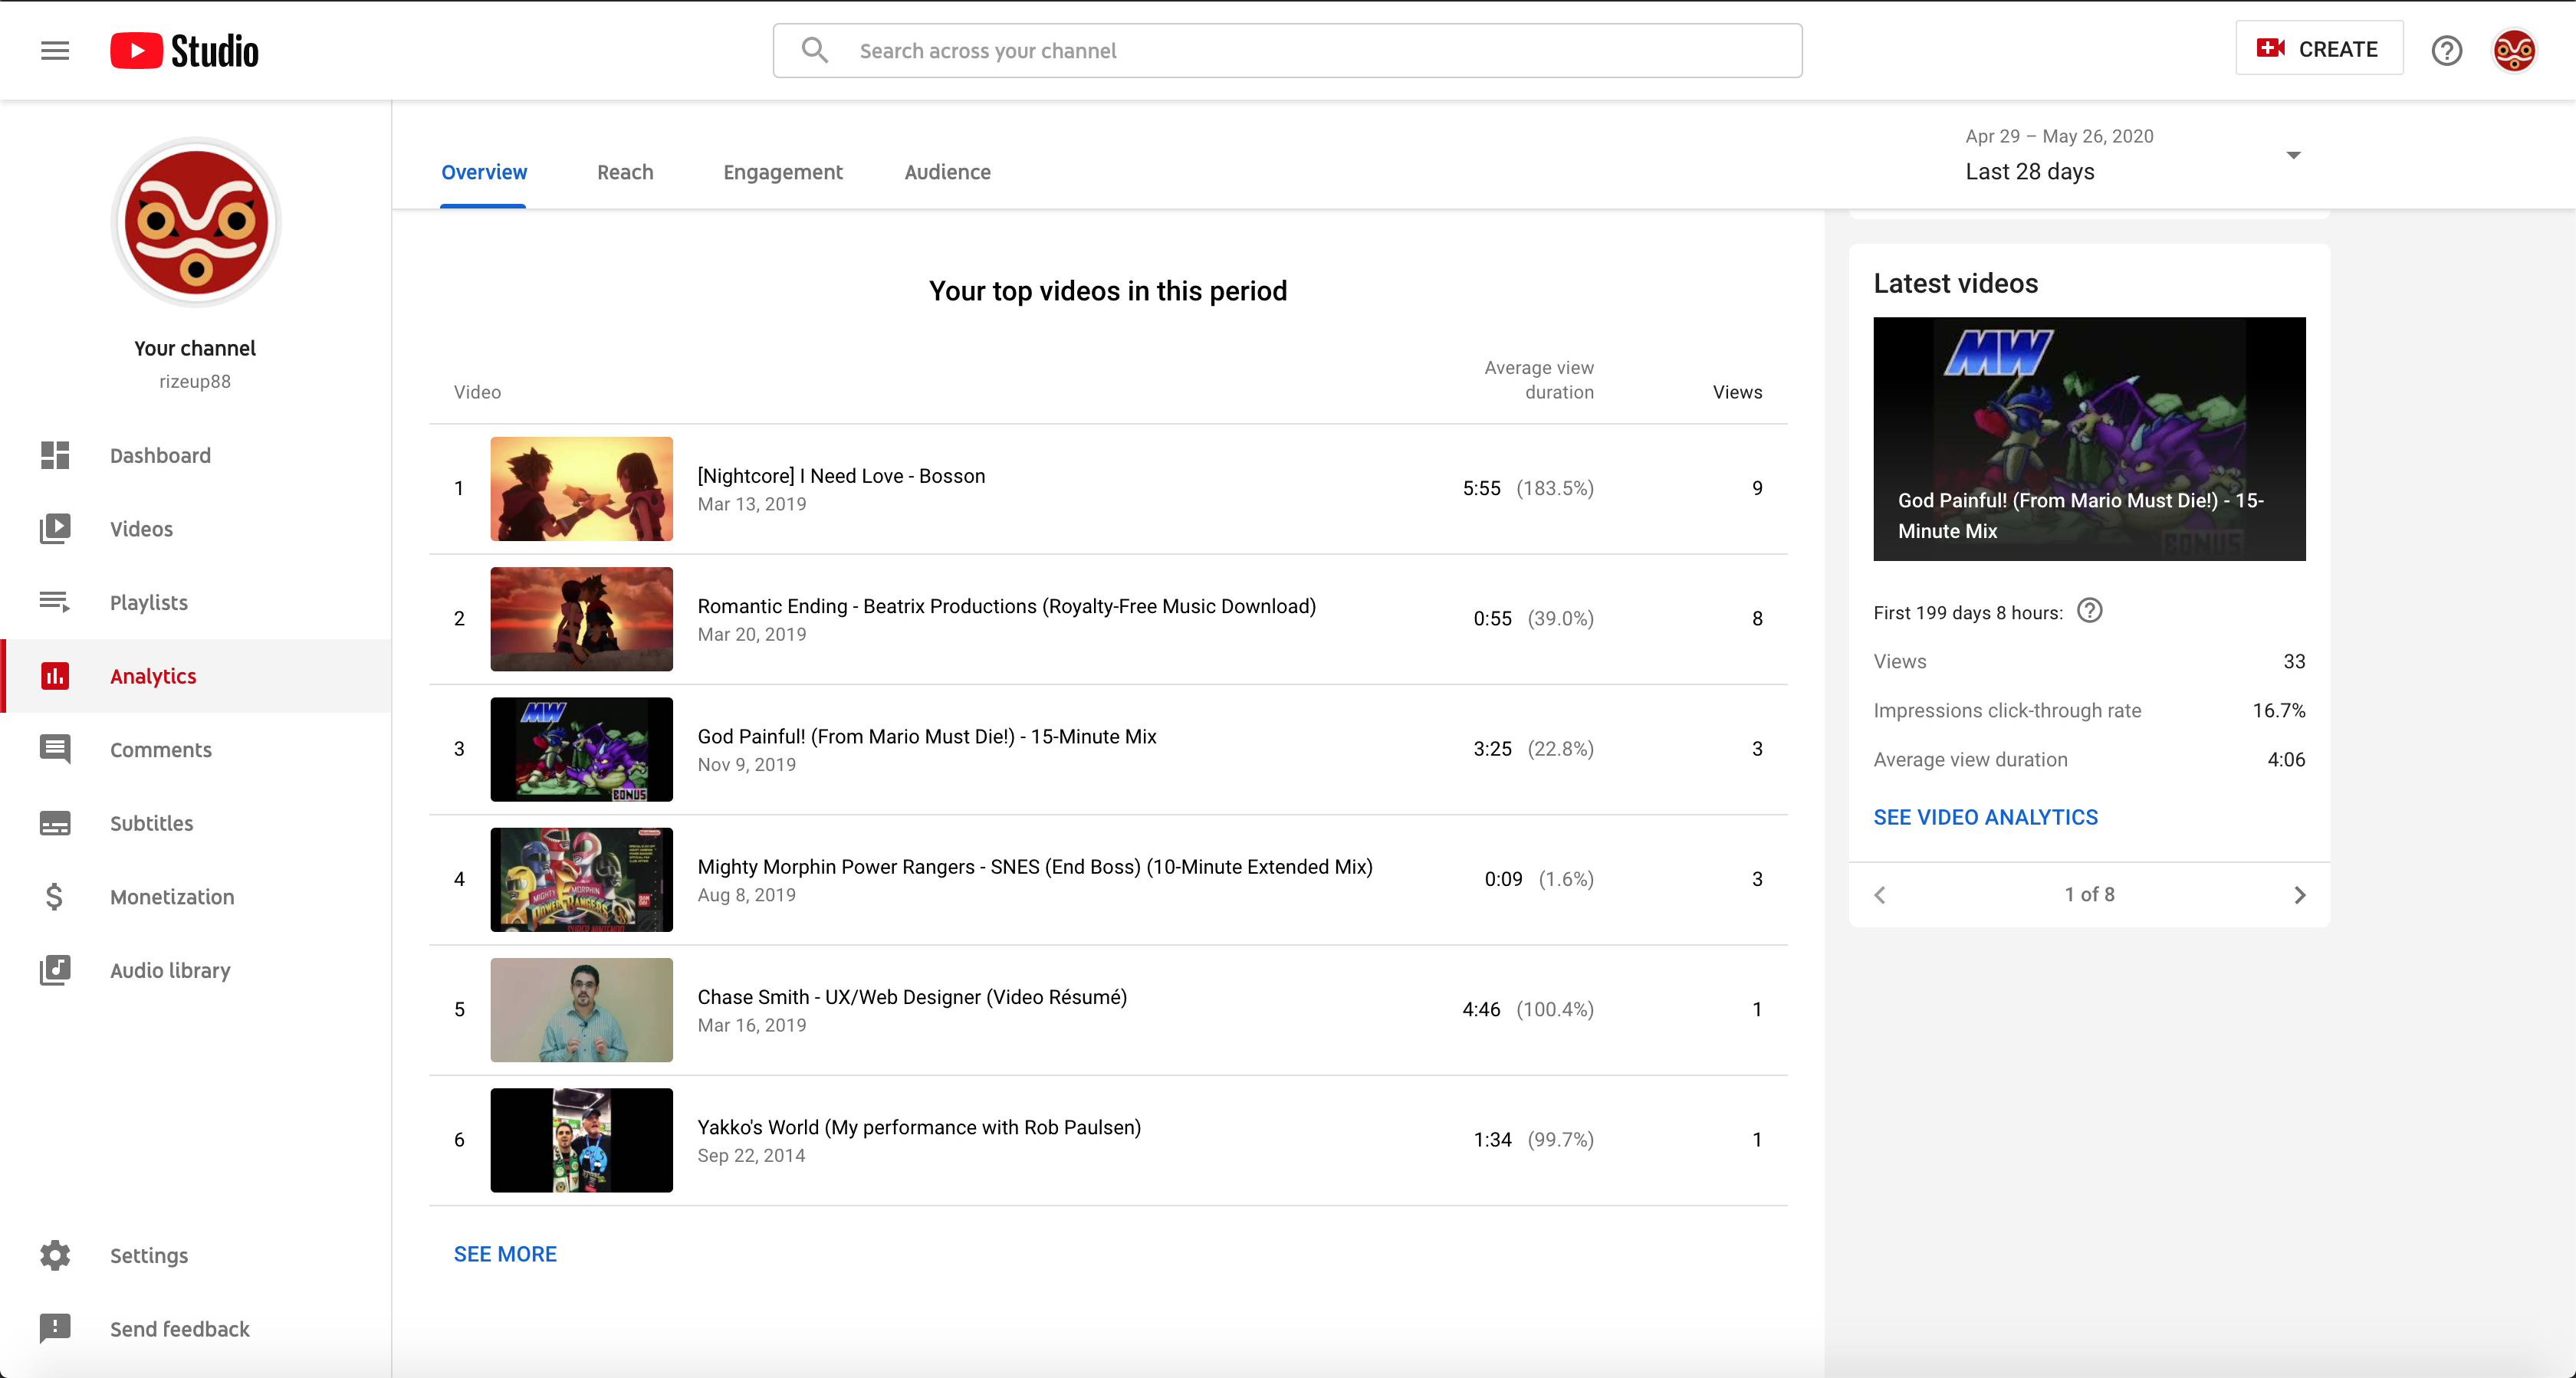 Studio
Search across your channel
CREATE
Your channel
rizeup88
Dashboard
Videos
Playlists
Analytics
Comments
Subtitles
Monetization
Audio library
Settings
Send feedback
Overview
Reach
Engagement
Audience
Apr 29 – May 26, 2020
Last 28 days
Your top videos in this period
Video
Average view
duration
Views
1
[Nightcore] I Need Love - Bosson
Mar 13, 2019
5:55 (183.5%)
9
2
Romantic Ending - Beatrix Productions (Royalty-Free Music Download)
Mar 20, 2019
0:55 (39.0%)
8
3
MW
BONUS
God Painful! (From Mario Must Die!) - 15-Minute Mix
Nov 9, 2019
3:25 (22.8%)
3
4
MIGHTY MORPHIN
POWER RANGERS
Mighty Morphin Power Rangers - SNES (End Boss) (10-Minute Extended Mix)
Aug 8, 2019
0:09 (1.6%)
3
5
Chase Smith - UX/Web Designer (Video Résumé)
Mar 16, 2019
4:46 (100.4%)
1
6
Yakko's World (My performance with Rob Paulsen)
Sep 22, 2014
1:34 (99.7%)
1
SEE MORE
Latest videos
MW
God Painful! (From Mario Must Die!) - 15-
Minute Mix
BONUS
First 199 days 8 hours:
Views
33
Impressions click-through rate
16.7%
Average view duration
4:06
SEE VIDEO ANALYTICS
1 of 8